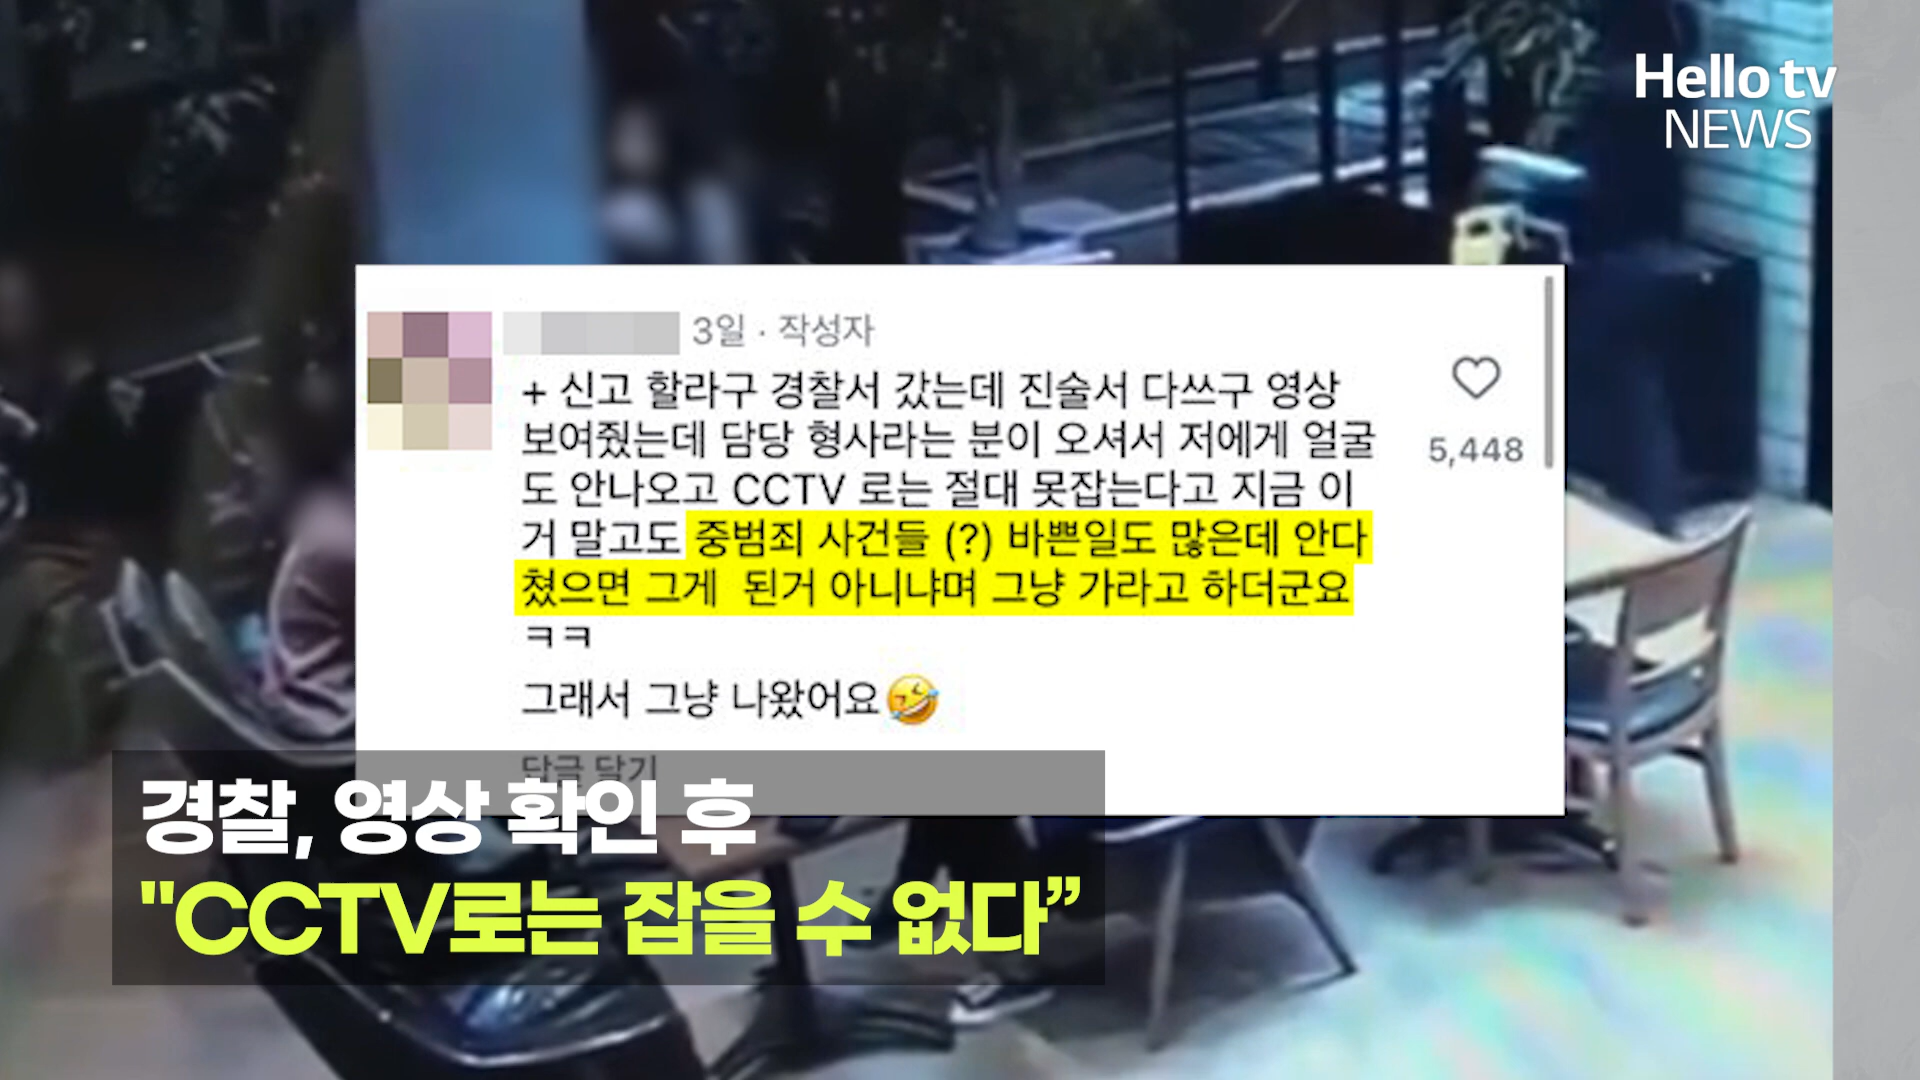 Hello tv
NEWS
3일 · 작성자
+ 신고 할라구 경찰서 갔는데 진술서 다쓰구 영상
보여줬는데 담당 형사라는 분이 오셔서 저에게 얼굴
도 안나오고 CCTV 로는 절대 못잡는다고 지금 이
거 말고도 중범죄 사건들 (?) 바쁜일도 많은데 안다
쳤으면 그게 된거 아니냐며 그냥 가라고 하더군요
ㅋㅋ
그래서 그냥 나왔어요🤣
5,448
답글 달기
경찰, 영상 확인 후
"CCTV로는 잡을 수 없다”